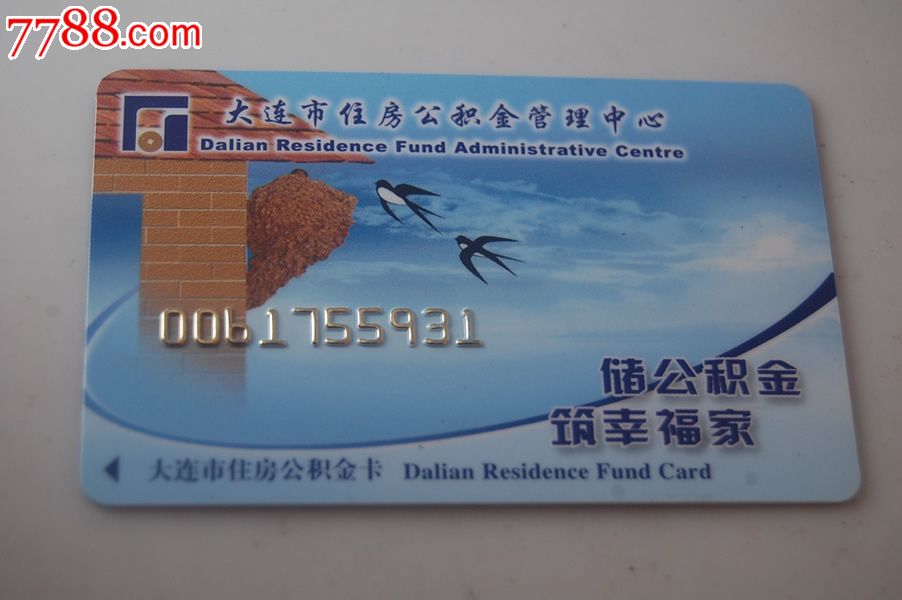 7788.com
大连市住房公积金管理中心
Dalian Residence Fund Administrative Centre
0061755931
储公积金
筑幸福家
大连市住房公积金卡 Dalian Residence Fund Card